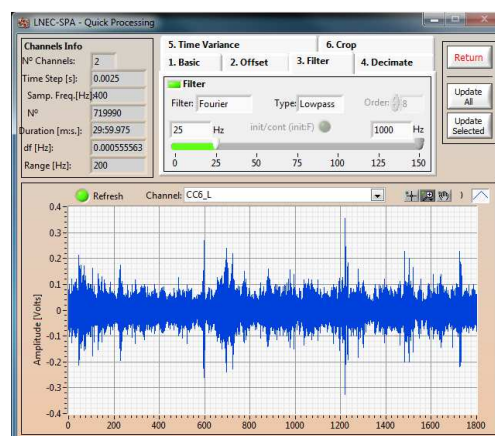 LNEC-SPA - Quick Processing
Channels Info
Nº Channels: 2
Time Step [s]: 0.0025
Samp. Freq.[Hz]: 400
Nº 719990
Duration [m:s.]: 29:59.975
df [Hz]: 0.000555563
Range [Hz]: 200
5. Time Variance 6. Crop
1. Basic 2. Offset 3. Filter 4. Decimate
Filter
Filter: Fourier Type: Lowpass Order: 8
25 Hz init/cont (init:F) 1000 Hz
0 25 50 75 100 125 150
Return
Update All
Update Selected
Refresh Channel: CC6_L
Amplitude [Volts]
0.4
0.3
0.2
0.1
0
-0.1
-0.2
-0.3
-0.4
0 200 400 600 800 1000 1200 1400 1600 1800